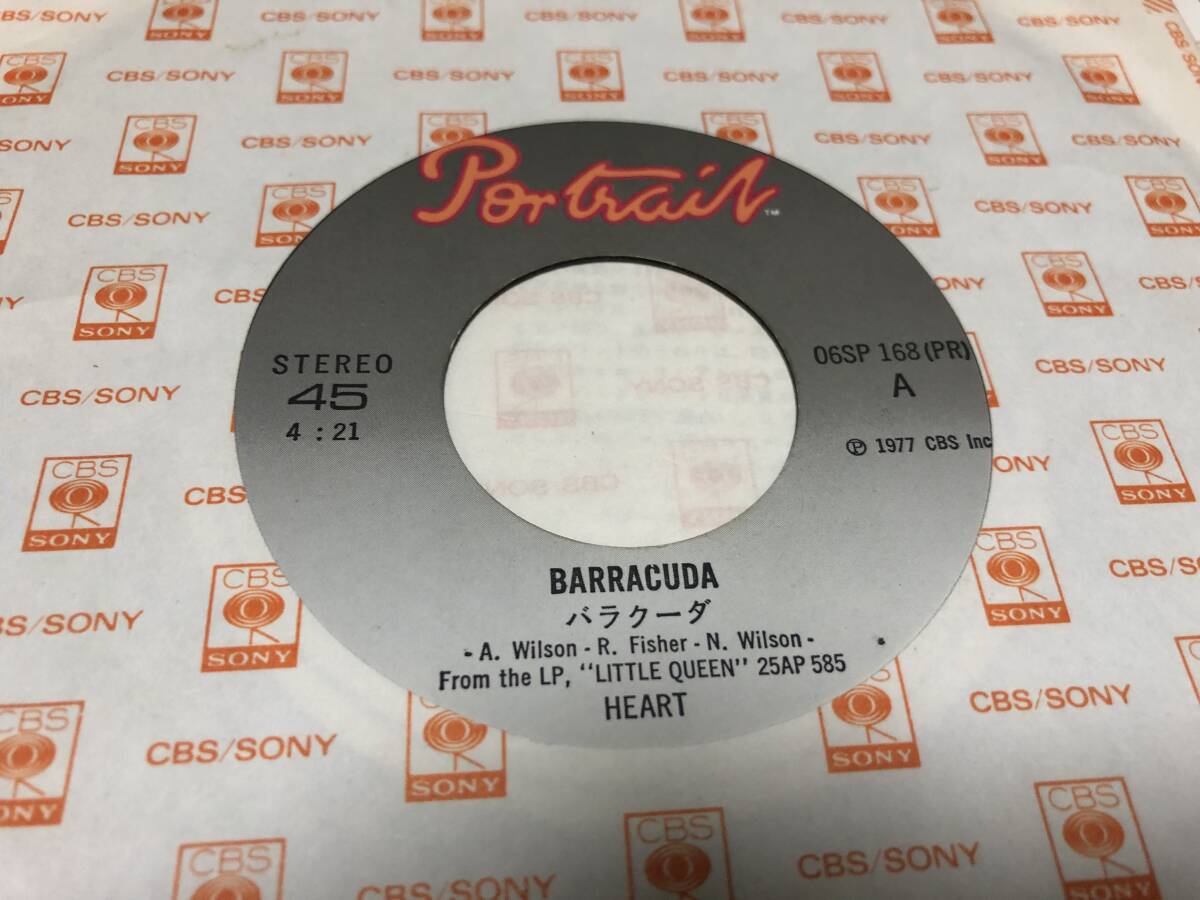 Portrait™
STEREO
45
4 : 21
06SP 168 (PR)
A
Ⓟ 1977 CBS Inc
BARRACUDA
バラクーダ
- A. Wilson - R. Fisher - N. Wilson -
From the LP, "LITTLE QUEEN" 25AP 585
HEART
CBS/SONY
CBS
SONY